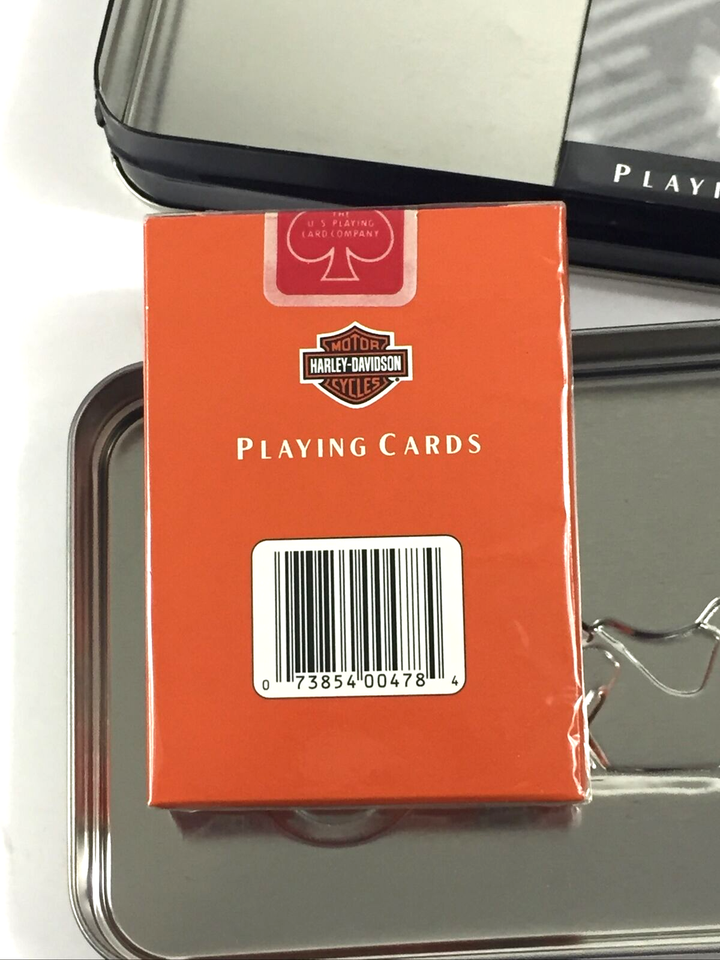 PLAYI
THE
U.S. PLAYING
CARD COMPANY
MOTOR
HARLEY-DAVIDSON
CYCLES
PLAYING CARDS
0 73854 00478 4